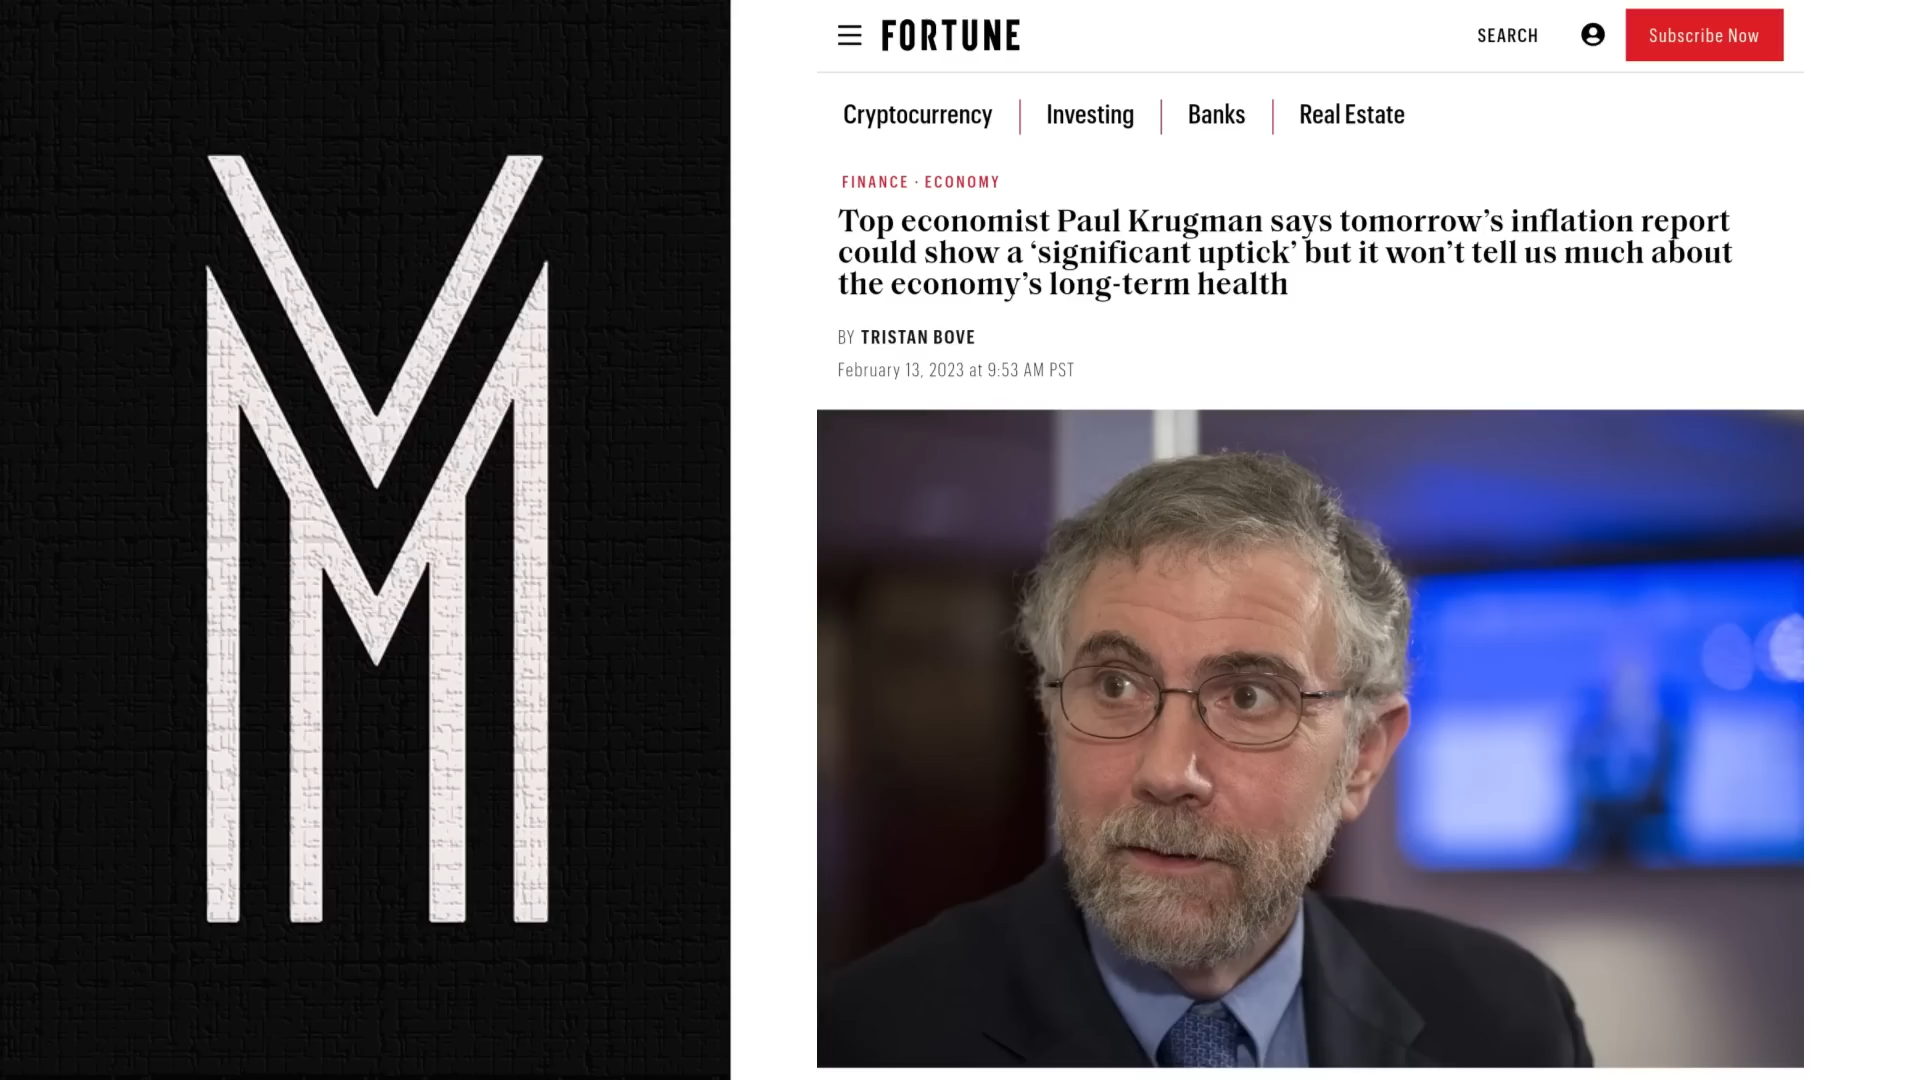 FORTUNE
SEARCH
Subscribe Now
Cryptocurrency
Investing
Banks
Real Estate
FINANCE · ECONOMY
Top economist Paul Krugman says tomorrow’s inflation report
could show a ‘significant uptick’ but it won’t tell us much about
the economy’s long-term health
BY TRISTAN BOVE
February 13, 2023 at 9:53 AM PST